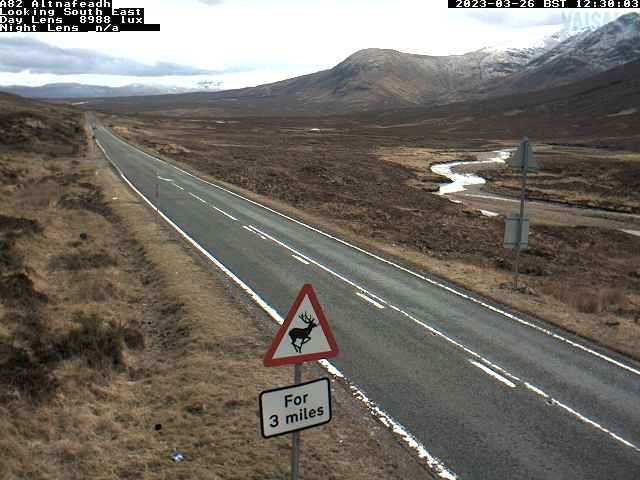 A82 Altnafeadh
Looking South East
Day Lens 8988 lux
Night Lens n/a
2023-03-26 BST 12:30:03
VAISALA
For
3 miles